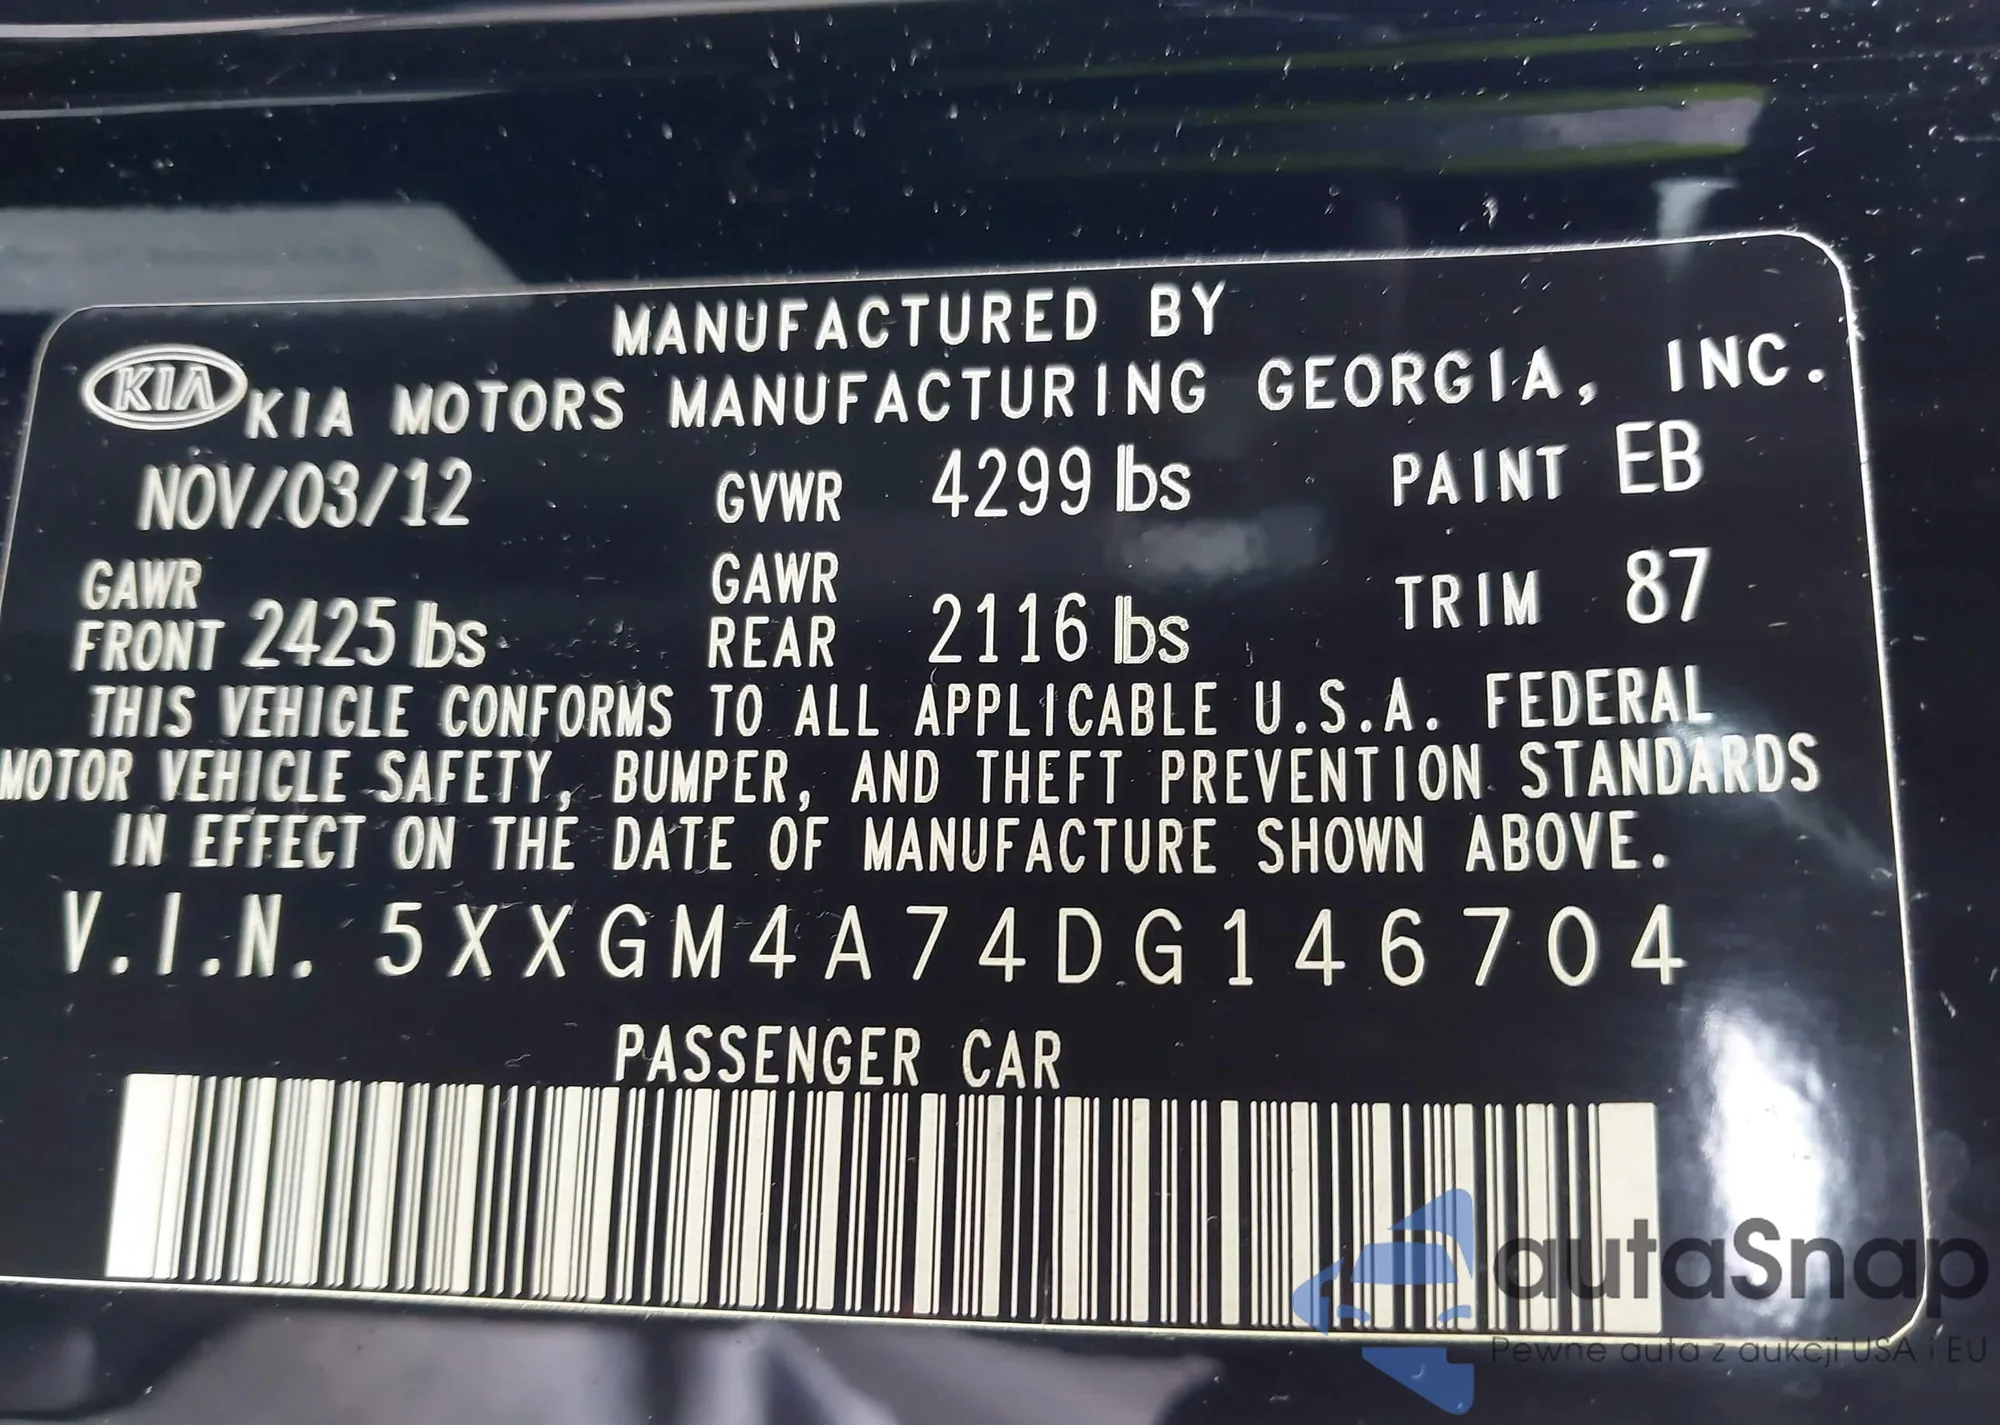 MANUFACTURED BY
KIA KIA MOTORS MANUFACTURING GEORGIA, INC.
NOV/03/12 GVWR 4299 lbs PAINT EB
GAWR FRONT 2425 lbs GAWR REAR 2116 lbs TRIM 87
THIS VEHICLE CONFORMS TO ALL APPLICABLE U.S.A. FEDERAL
MOTOR VEHICLE SAFETY, BUMPER, AND THEFT PREVENTION STANDARDS
IN EFFECT ON THE DATE OF MANUFACTURE SHOWN ABOVE.
V.I.N. 5XXGM4A74DG146704
PASSENGER CAR
autaSnap
Pewne auta z aukcji USA i EU